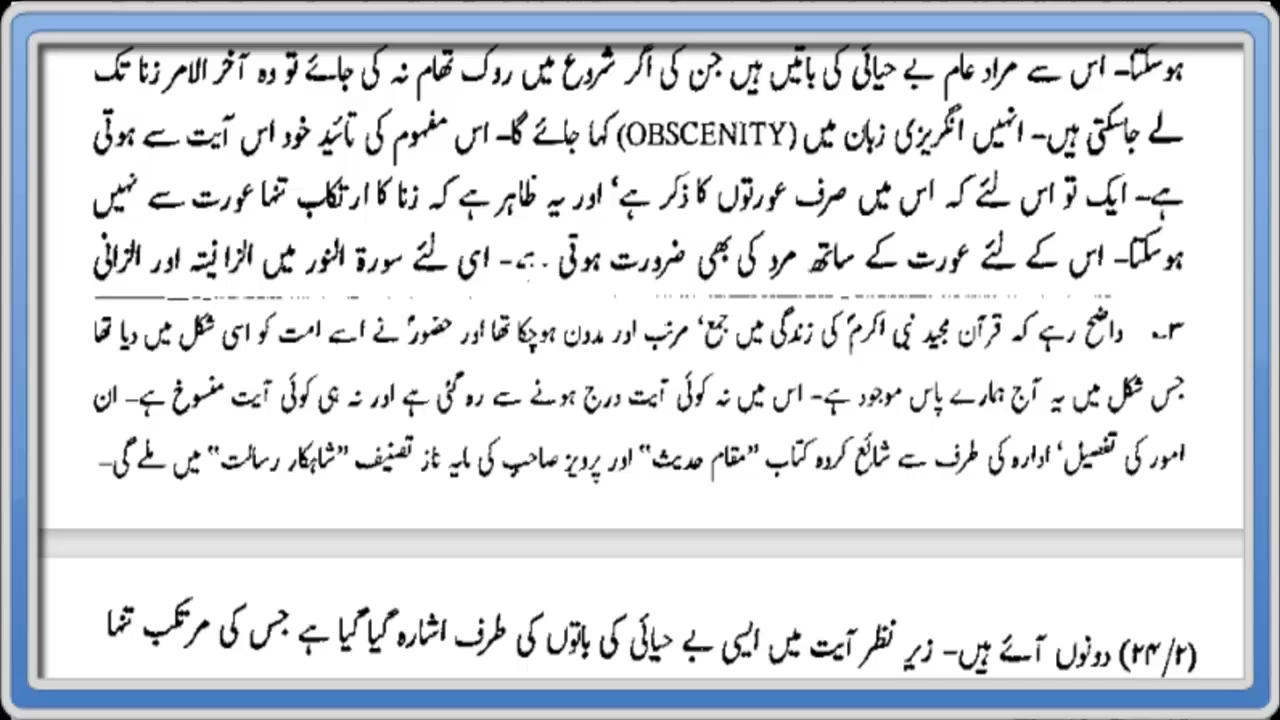 ہو سکتا۔ اس سے مراد عام بے حیائی کی باتیں ہیں جن کی اگر شروع میں روک تھام نہ کی جائے تو وہ آخر الامر زنا تک
لے جا سکتی ہیں۔ انہیں انگریزی زبان میں (OBSCENITY) کہا جائے گا۔ اس مفہوم کی تائید خود اس آیت سے ہوتی
ہے۔ ایک تو اس لئے کہ اس میں صرف عورتوں کا ذکر ہے‘ اور یہ ظاہر ہے کہ زنا کا ارتکاب تنہا عورت سے نہیں
ہو سکتا۔ اس کے لئے عورت کے ساتھ مرد کی بھی ضرورت ہوتی ہے۔ اسی لئے سورۃ النور میں الزانیتہ اور الزانی
۳۔ واضح رہے کہ قرآن مجید نبی اکرمؐ کی زندگی میں جمع‘ مرتب اور مدون ہو چکا تھا اور حضورؐ نے اسے امت کو اسی شکل میں دیا تھا
جس شکل میں یہ آج ہمارے پاس موجود ہے۔ اس میں نہ کوئی آیت درج ہونے سے رہ گئی ہے اور نہ ہی کوئی آیت منسوخ ہے۔ ان
امور کی تفصیل‘ ادارہ کی طرف سے شائع کردہ کتاب ”مقام حدیث“ اور پرویز صاحب کی مایہ ناز تصنیف ”شاہکار رسالت“ میں ملے گی۔
(۲۴/۲) دونوں آئے ہیں۔ زیر نظر آیت میں ایسی بے حیائی کی باتوں کی طرف اشارہ گیا گیا ہے جس کی مرتکب تنہا